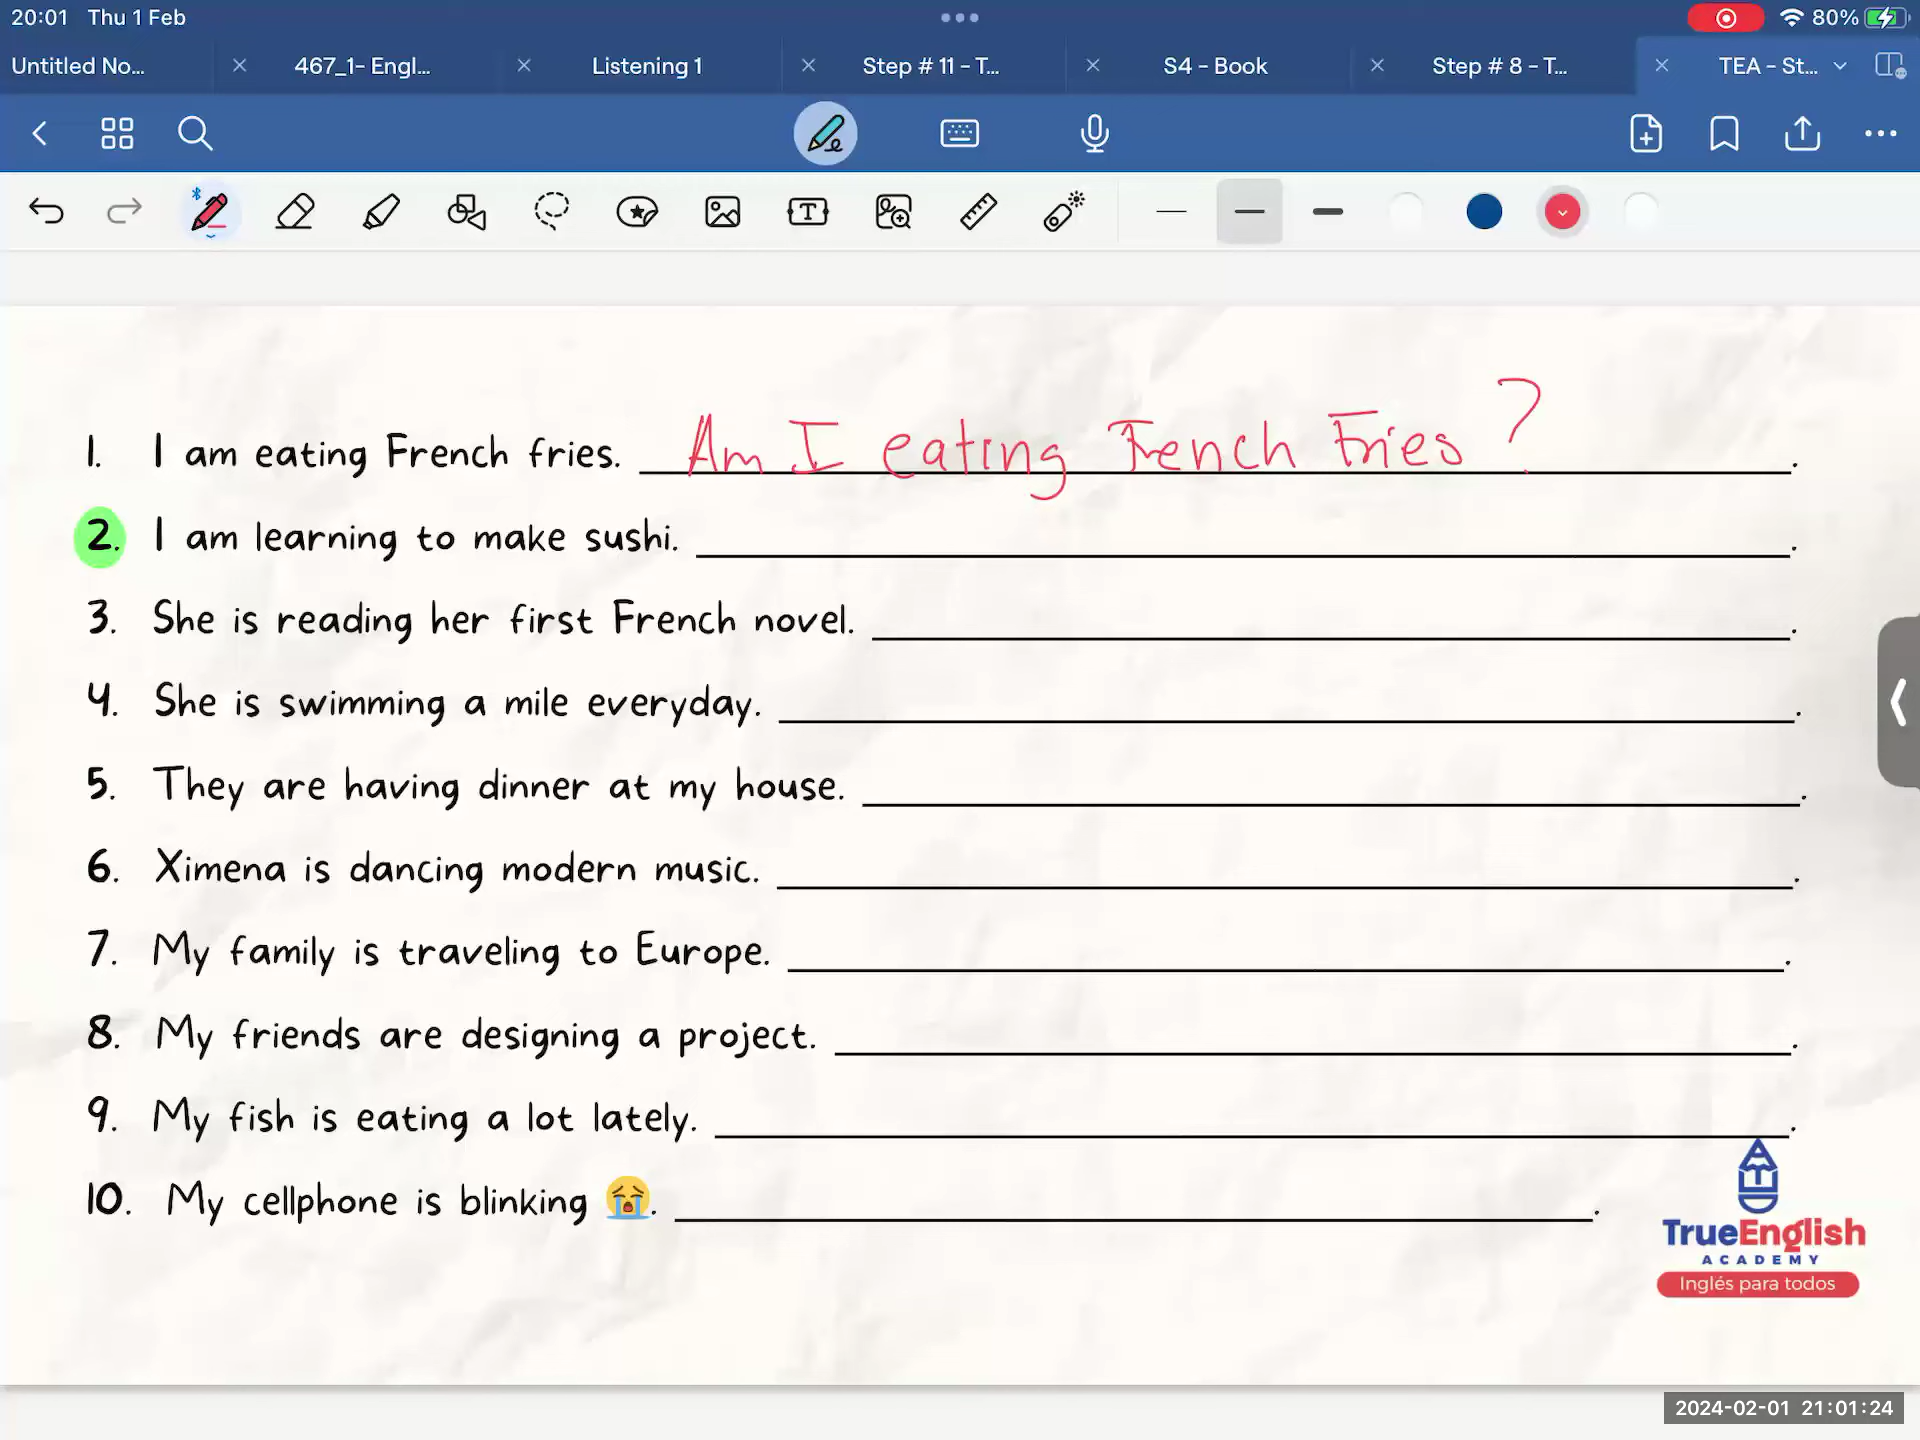 20:01 Thu 1 Feb
80%
Untitled No... 467_1- Engl... Listening 1 Step # 11 - T... S4 - Book Step # 8 - T... TEA - St...
1. I am eating French fries. Am I eating French Fries ? .
2. I am learning to make sushi. .
3. She is reading her first French novel. .
4. She is swimming a mile everyday. .
5. They are having dinner at my house. .
6. Ximena is dancing modern music. .
7. My family is traveling to Europe. .
8. My friends are designing a project. .
9. My fish is eating a lot lately. .
10. My cellphone is blinking 😭. .
TrueEnglish
ACADEMY
Inglés para todos
2024-02-01 21:01:24